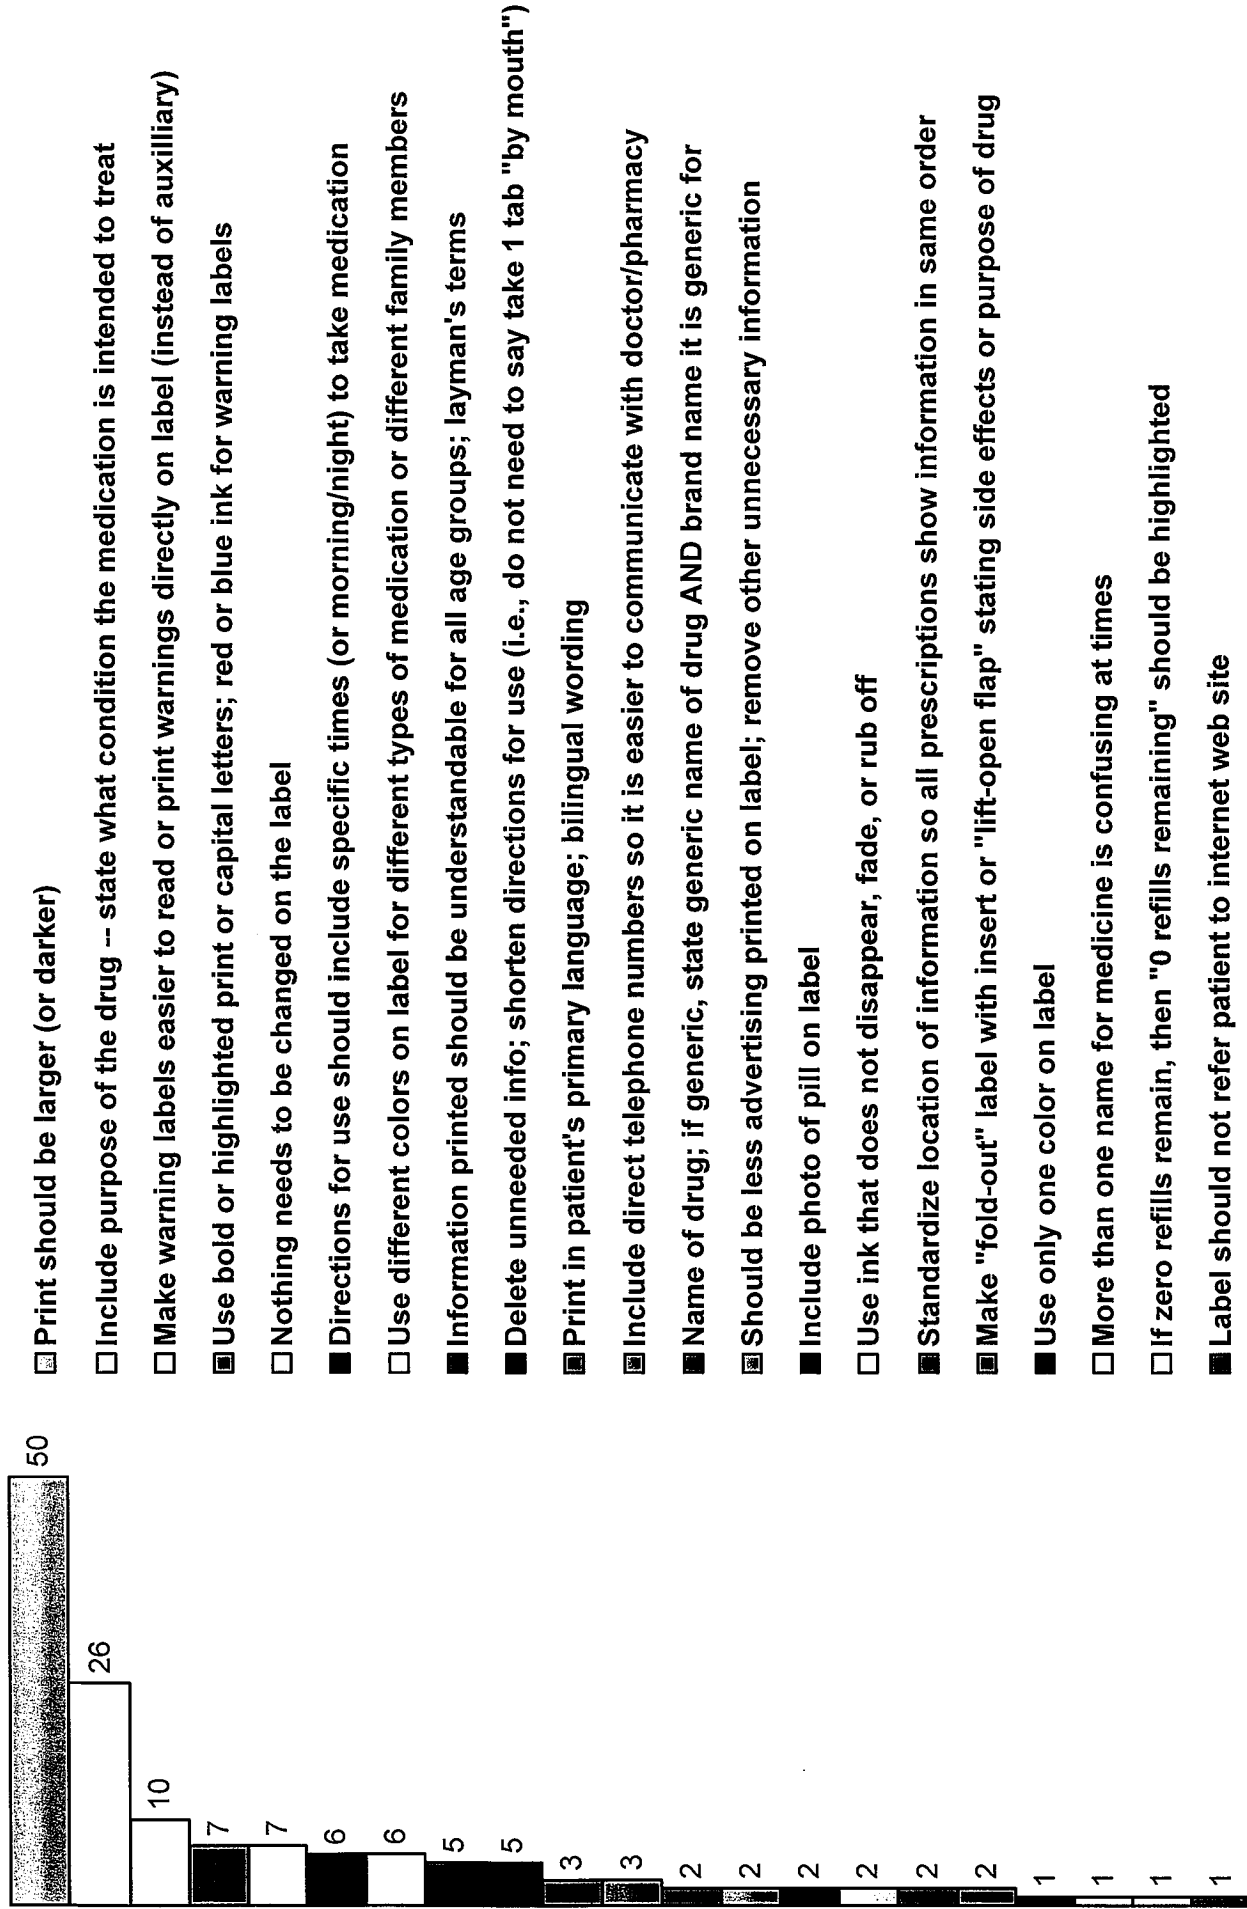 50
26
10
7
7
6
6
5
5
3
3
2
2
2
2
2
2
1
1
1
1
Print should be larger (or darker)
Include purpose of the drug -- state what condition the medication is intended to treat
Make warning labels easier to read or print warnings directly on label (instead of auxilliary)
Use bold or highlighted print or capital letters; red or blue ink for warning labels
Nothing needs to be changed on the label
Directions for use should include specific times (or morning/night) to take medication
Use different colors on label for different types of medication or different family members
Information printed should be understandable for all age groups; layman's terms
Delete unneeded info; shorten directions for use (i.e., do not need to say take 1 tab "by mouth")
Print in patient's primary language; bilingual wording
Include direct telephone numbers so it is easier to communicate with doctor/pharmacy
Name of drug; if generic, state generic name of drug AND brand name it is generic for
Should be less advertising printed on label; remove other unnecessary information
Include photo of pill on label
Use ink that does not disappear, fade, or rub off
Standardize location of information so all prescriptions show information in same order
Make "fold-out" label with insert or "lift-open flap" stating side effects or purpose of drug
Use only one color on label
More than one name for medicine is confusing at times
If zero refills remain, then "0 refills remaining" should be highlighted
Label should not refer patient to internet web site